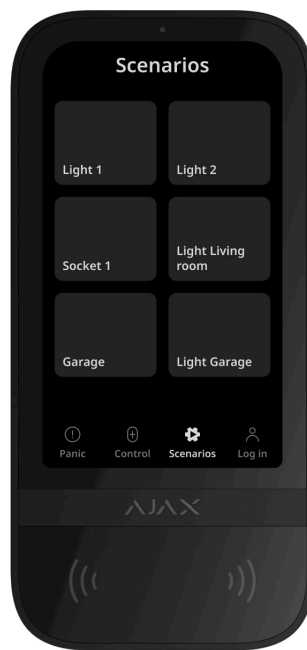 Scenarios
Light 1
Light 2
Socket 1
Light Living
room
Garage
Light Garage
Panic
Control
Scenarios
Log in
AJAX